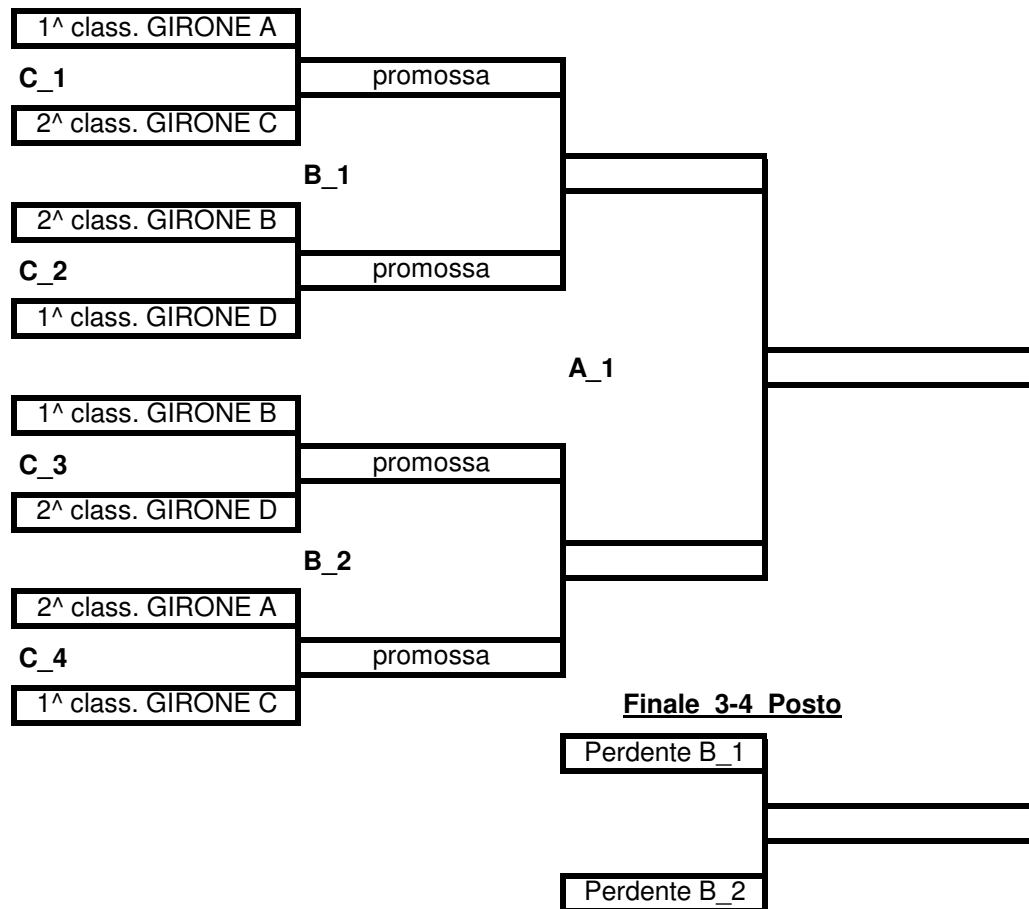 1^ class. GIRONE A
C_1
promossa
2^ class. GIRONE C
B_1
2^ class. GIRONE B
C_2
promossa
1^ class. GIRONE D
A_1
1^ class. GIRONE B
C_3
promossa
2^ class. GIRONE D
B_2
2^ class. GIRONE A
C_4
promossa
1^ class. GIRONE C
Finale 3-4 Posto
Perdente B_1
Perdente B_2